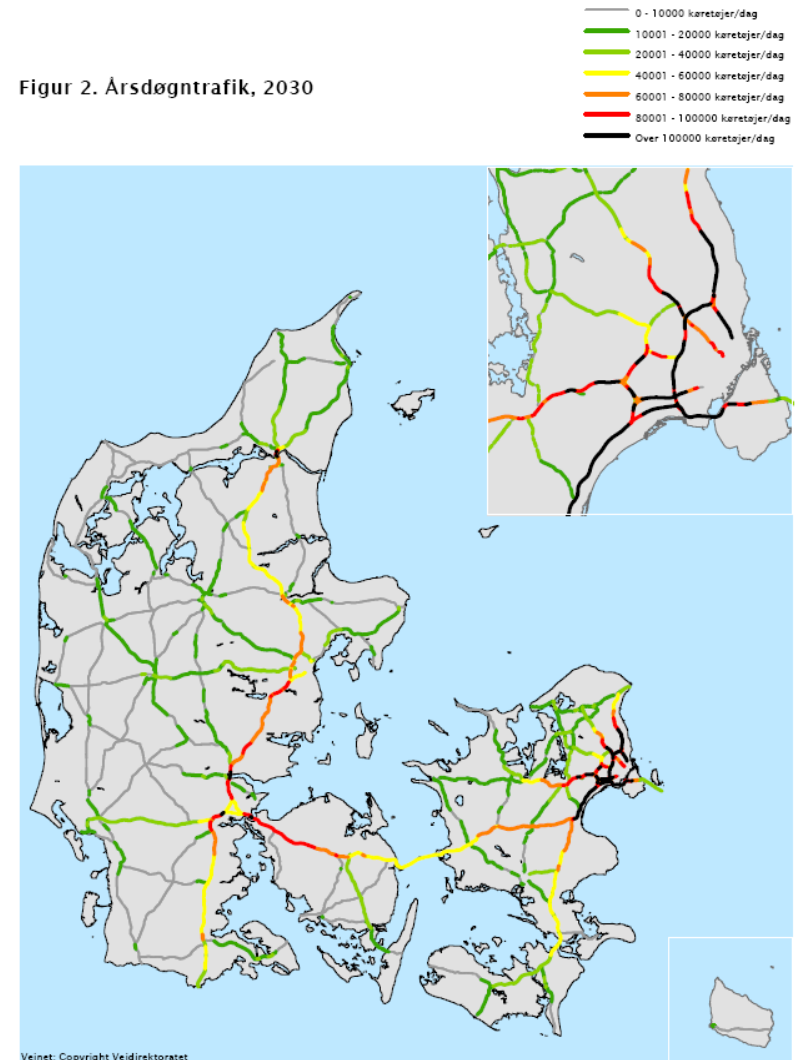 0 - 10000 køretøjer/dag
10001 - 20000 køretøjer/dag
20001 - 40000 køretøjer/dag
40001 - 60000 køretøjer/dag
60001 - 80000 køretøjer/dag
80001 - 100000 køretøjer/dag
Over 100000 køretøjer/dag
Figur 2. Årsdøgntrafik, 2030
Vejnet: Copyright Vejdirektoratet